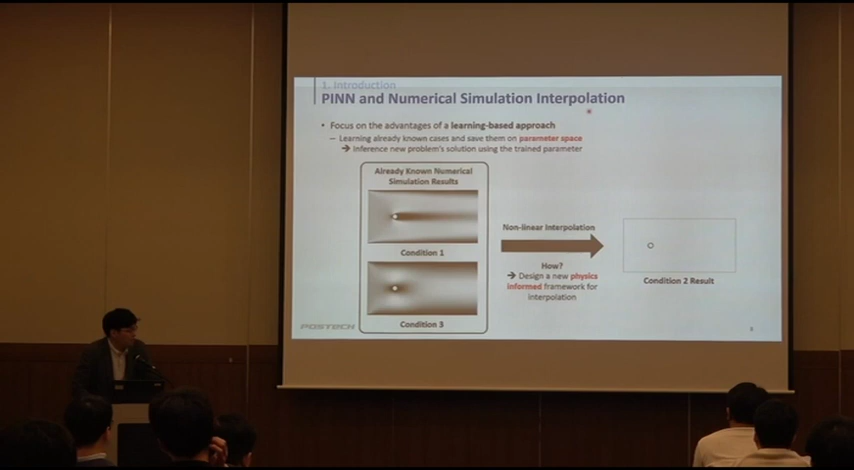 1. Introduction
PINN and Numerical Simulation Interpolation
• Focus on the advantages of a learning-based approach
– Learning already known cases and save them on parameter space
→ Inference new problem's solution using the trained parameter
Already Known Numerical
Simulation Results
Condition 1
Condition 3
Non-linear Interpolation
How?
→ Design a new physics
informed framework for
interpolation
Condition 2 Result
POSTECH